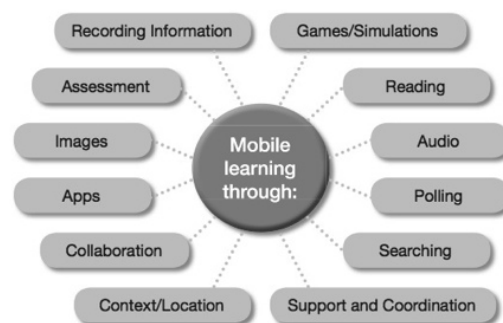 Recording Information
Games/Simulations
Assessment
Reading
Images
Mobile
learning
through:
Audio
Apps
Polling
Collaboration
Searching
Context/Location
Support and Coordination